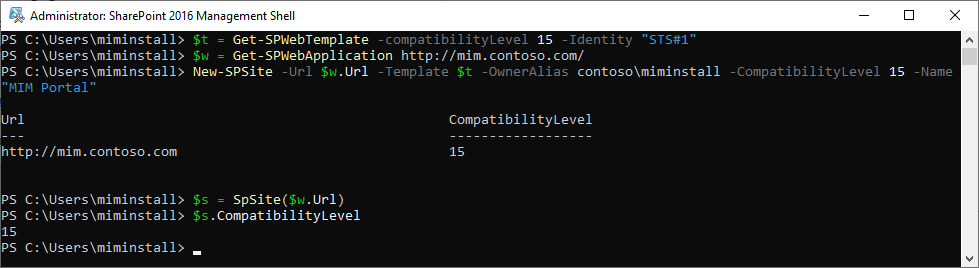 Administrator: SharePoint 2016 Management Shell
PS C:\Users\miminstall> $t = Get-SPWebTemplate -compatibilityLevel 15 -Identity "STS#1"
PS C:\Users\miminstall> $w = Get-SPWebApplication http://mim.contoso.com/
PS C:\Users\miminstall> New-SPSite -Url $w.Url -Template $t -OwnerAlias contoso\miminstall -CompatibilityLevel 15 -Name
"MIM Portal"
Url CompatibilityLevel
--- ------------------
http://mim.contoso.com 15
PS C:\Users\miminstall> $s = SpSite($w.Url)
PS C:\Users\miminstall> $s.CompatibilityLevel
15
PS C:\Users\miminstall>